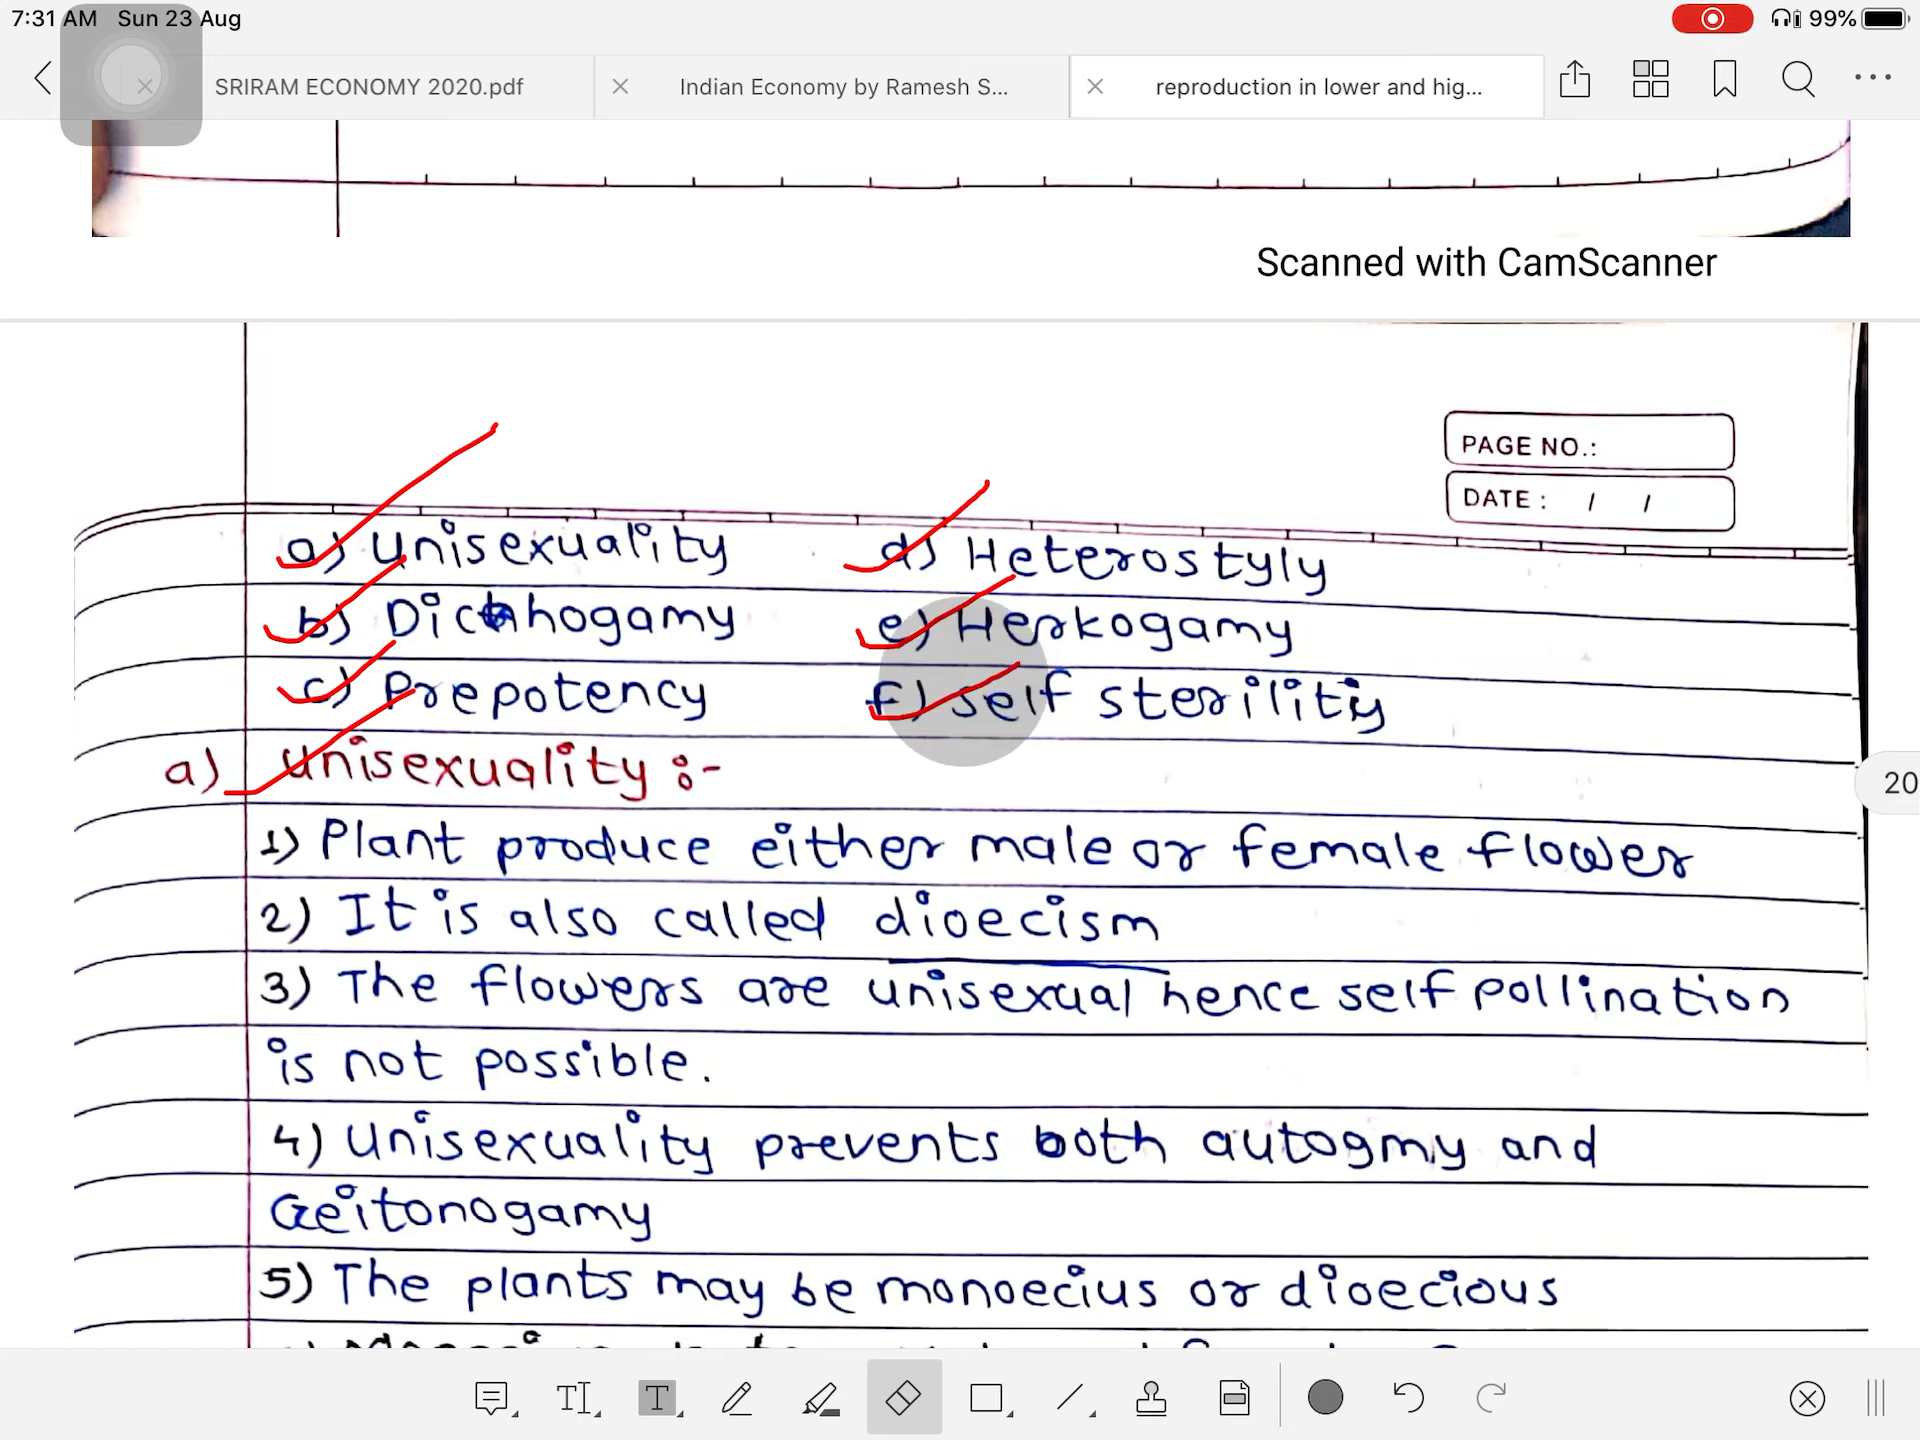 7:31 AM Sun 23 Aug 99%
SRIRAM ECONOMY 2020.pdf Indian Economy by Ramesh S... reproduction in lower and hig...
Scanned with CamScanner
PAGE NO.:
DATE : / /
a) Unisexuality d) Heterostyly
b) Dichogamy e) Herkogamy
c) Prepotency f) self sterility
a) Unisexuality :-
1) Plant produce either male or female flower
2) It is also called dioecism
3) The flowers are unisexual hence self pollination
is not possible.
4) Unisexuality prevents both autogmy and
Geitonogamy
5) The plants may be monoecius or dioecious
20